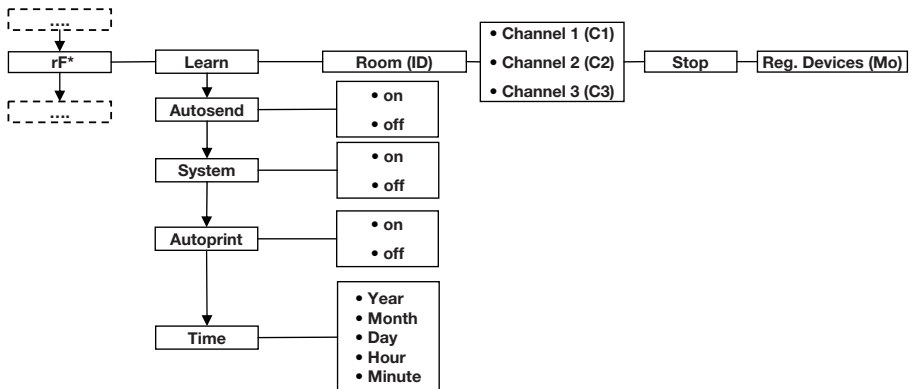 ....
rF*
....
Learn
Room (ID)
• Channel 1 (C1)
• Channel 2 (C2)
• Channel 3 (C3)
Stop
Reg. Devices (Mo)
Autosend
• on
• off
System
• on
• off
Autoprint
• on
• off
Time
• Year
• Month
• Day
• Hour
• Minute